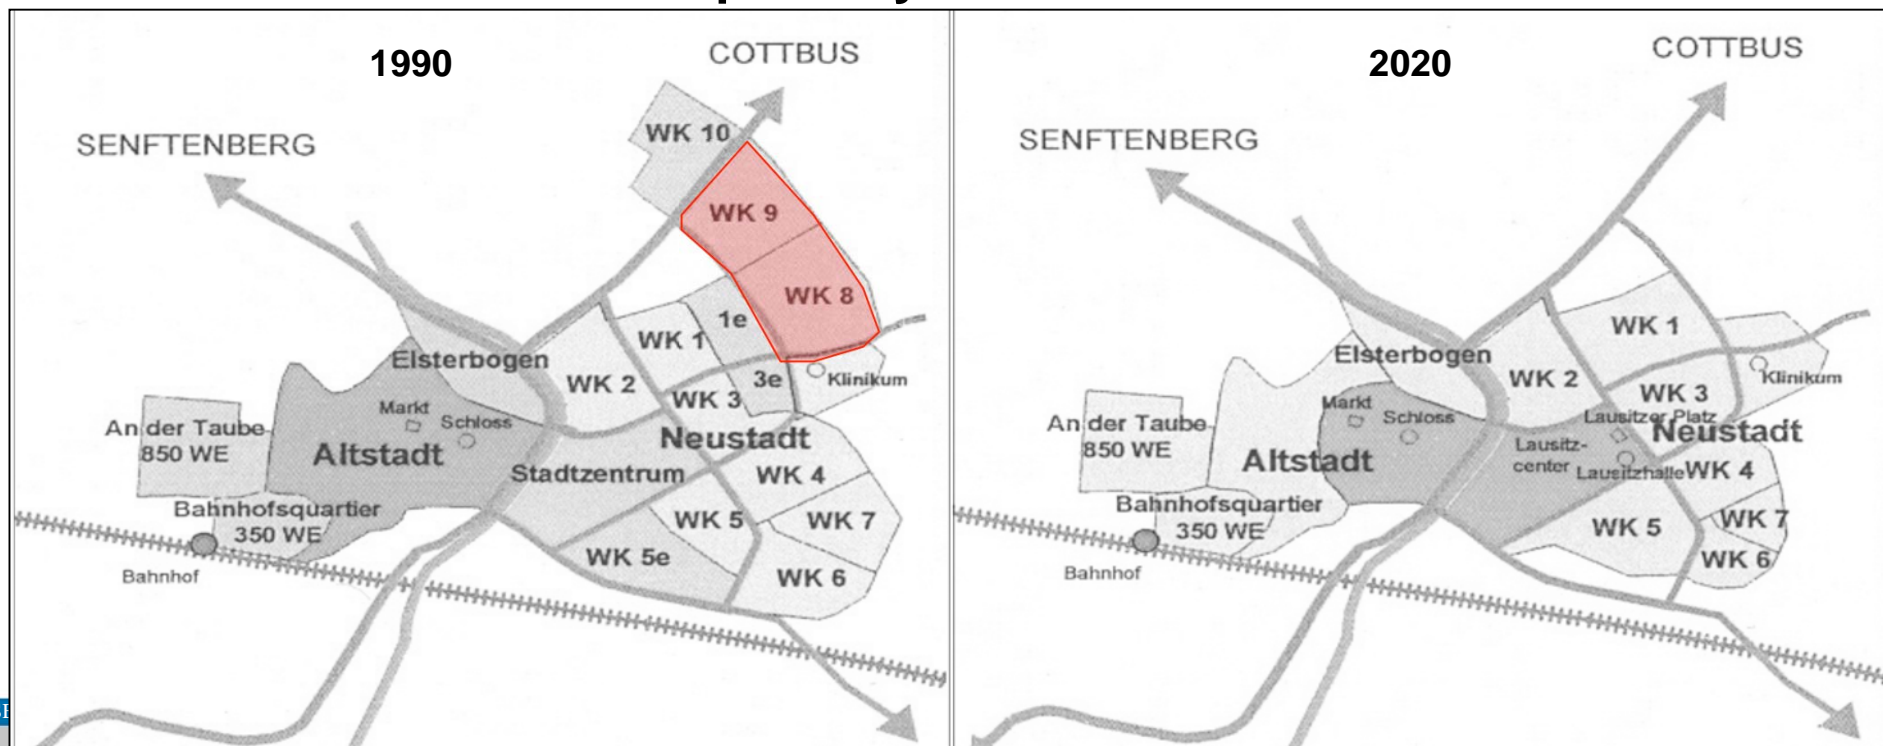 1990
COTTBUS
SENFTENBERG
WK 10
WK 9
WK 8
1e
WK 1
Elsterbogen
WK 2
3e
Klinikum
WK 3
Markt
Schloss
An der Taube
850 WE
Altstadt
Neustadt
Stadtzentrum
WK 4
Bahnhofsquartier
350 WE
WK 5
WK 7
WK 5e
WK 6
Bahnhof
2020
COTTBUS
SENFTENBERG
WK 1
Elsterbogen
WK 2
Klinikum
WK 3
Markt
Schloss
Lausitzer Platz
An der Taube
850 WE
Altstadt
Neustadt
Lausitz-
center
Lausitzhalle
WK 4
Bahnhofsquartier
350 WE
WK 5
WK 7
WK 6
Bahnhof